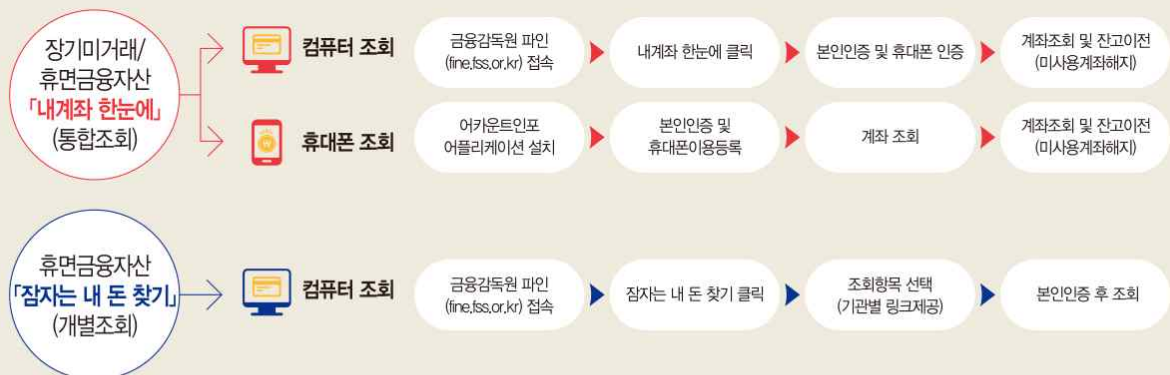 장기미거래/
휴면금융자산
「내계좌 한눈에」
(통합조회)
컴퓨터 조회
금융감독원 파인
(fine.fss.or.kr) 접속
내계좌 한눈에 클릭
본인인증 및 휴대폰 인증
계좌조회 및 잔고이전
(미사용계좌해지)
휴대폰 조회
어카운트인포
어플리케이션 설치
본인인증 및
휴대폰이용등록
계좌 조회
계좌조회 및 잔고이전
(미사용계좌해지)
휴면금융자산
「잠자는 내 돈 찾기」
(개별조회)
컴퓨터 조회
금융감독원 파인
(fine.fss.or.kr) 접속
잠자는 내 돈 찾기 클릭
조회항목 선택
(기관별 링크제공)
본인인증 후 조회